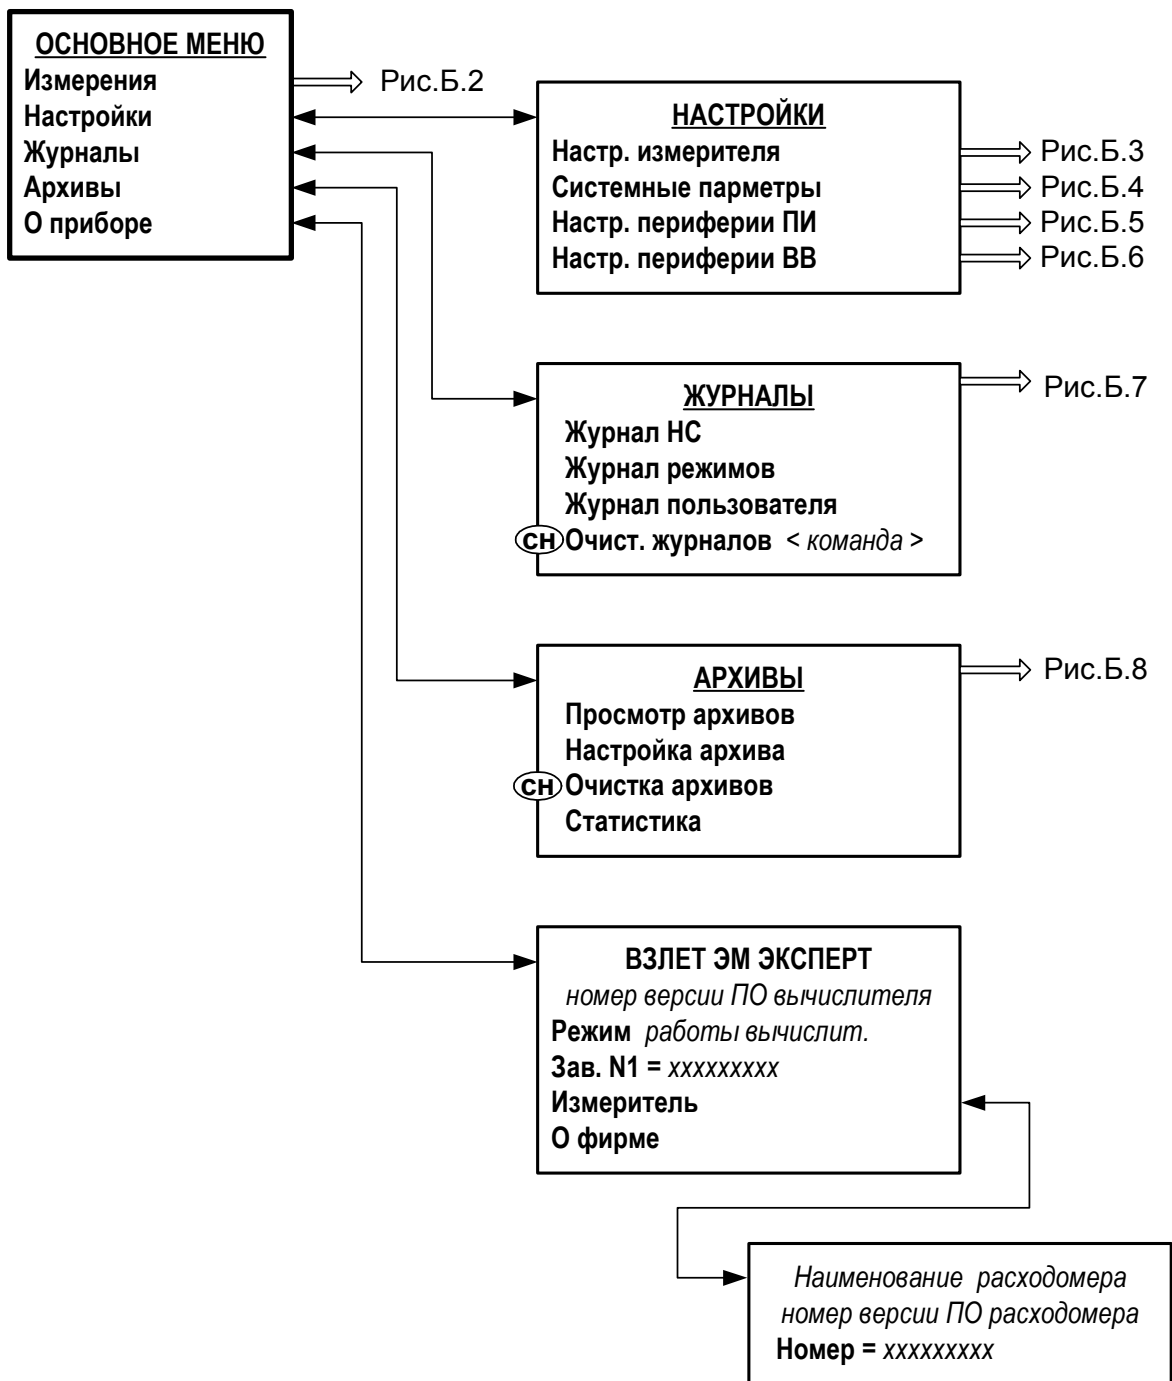 ОСНОВНОЕ МЕНЮ
Измерения
Настройки
Журналы
Архивы
О приборе
Рис.Б.2
НАСТРОЙКИ
Настр. измерителя
Системные парметры
Настр. периферии ПИ
Настр. периферии ВВ
Рис.Б.3
Рис.Б.4
Рис.Б.5
Рис.Б.6
ЖУРНАЛЫ
Журнал НС
Журнал режимов
Журнал пользователя
СН Очист. журналов < команда >
Рис.Б.7
АРХИВЫ
Просмотр архивов
Настройка архива
СН Очистка архивов
Статистика
Рис.Б.8
ВЗЛЕТ ЭМ ЭКСПЕРТ
номер версии ПО вычислителя
Режим работы вычислит.
Зав. N1 = xxxxxxxxx
Измеритель
О фирме
Наименование расходомера
номер версии ПО расходомера
Номер = xxxxxxxxx